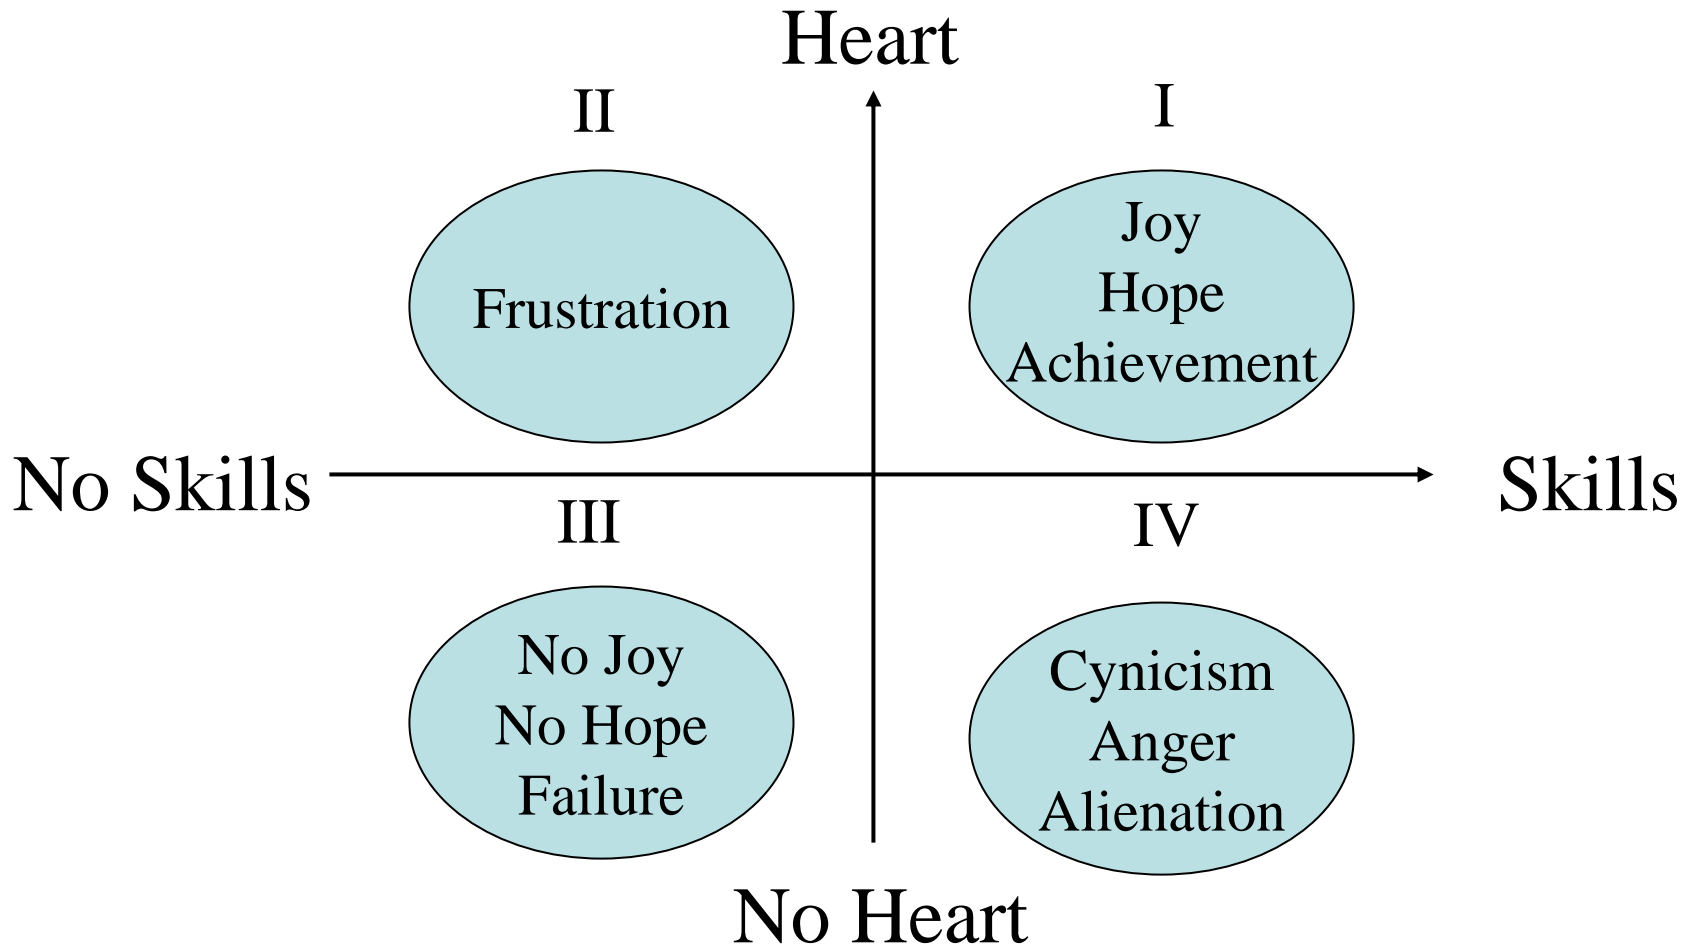 Heart
II
I
Frustration
Joy
Hope
Achievement
No Skills
Skills
III
IV
No Joy
No Hope
Failure
Cynicism
Anger
Alienation
No Heart